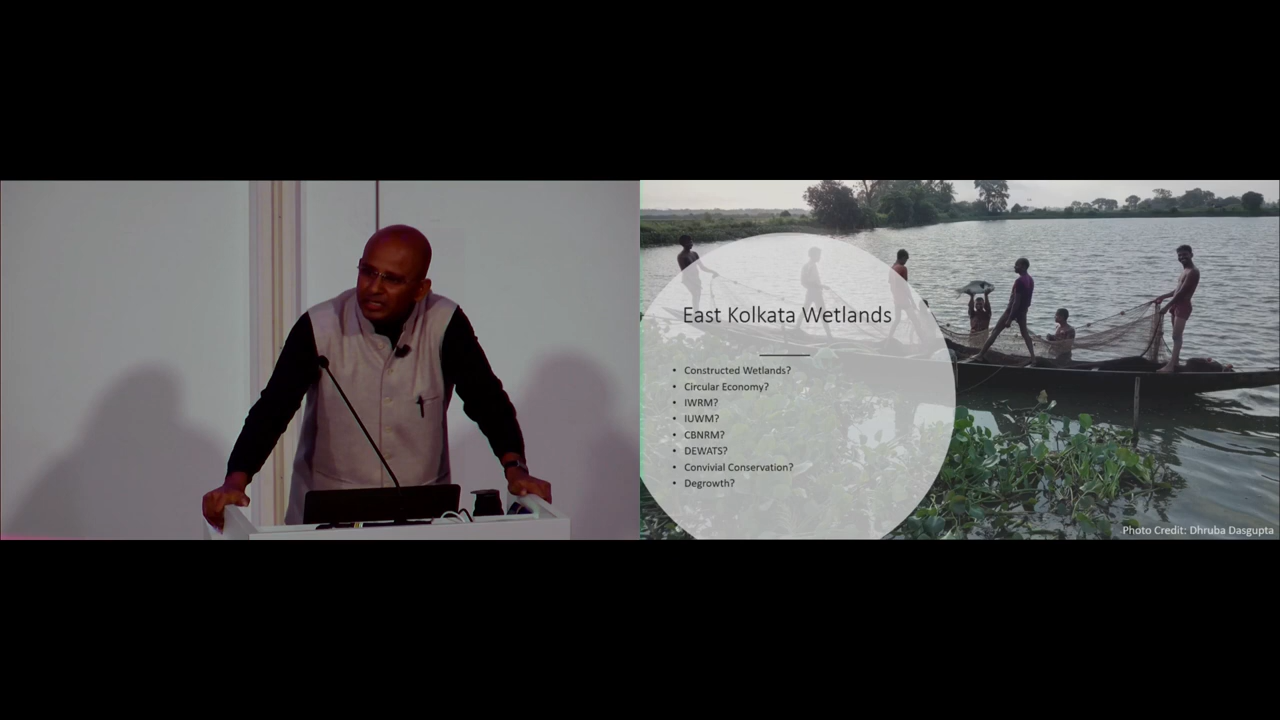 East Kolkata Wetlands
• Constructed Wetlands?
• Circular Economy?
• IWRM?
• IUWM?
• CBNRM?
• DEWATS?
• Convivial Conservation?
• Degrowth?
Photo Credit: Dhruba Dasgupta